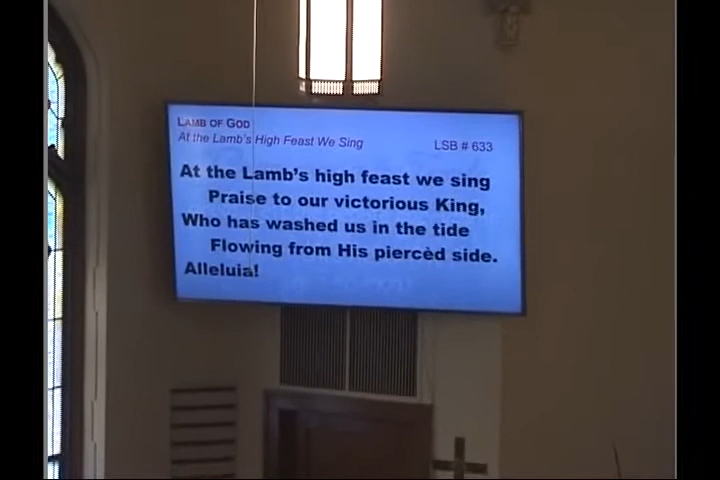 LAMB OF GOD
At the Lamb's High Feast We Sing LSB # 633
At the Lamb's high feast we sing
Praise to our victorious King,
Who has washed us in the tide
Flowing from His piercèd side.
Alleluia!